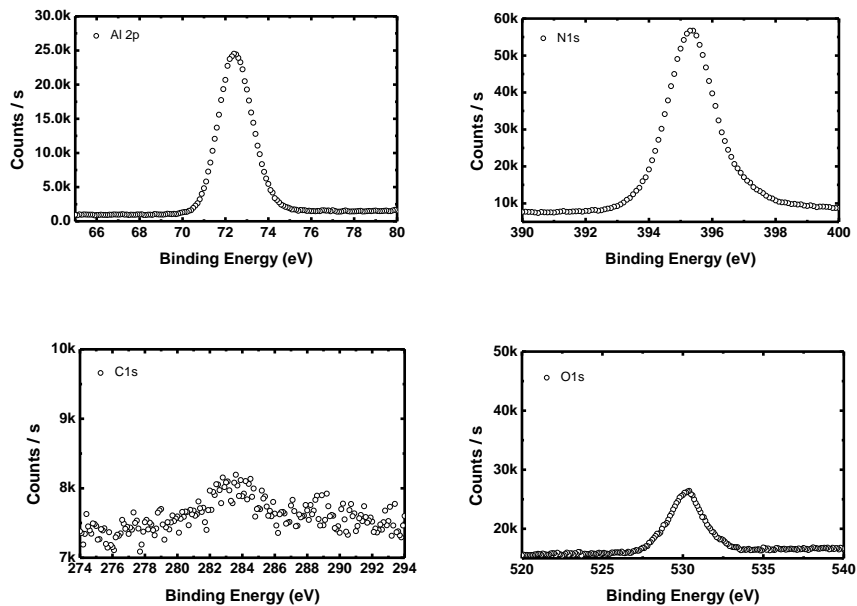 30.0k
25.0k
20.0k
15.0k
10.0k
5.0k
0.0
Al 2p
Counts / s
66 68 70 72 74 76 78 80
Binding Energy (eV)
60k
50k
40k
30k
20k
10k
N1s
Counts / s
390 392 394 396 398 400
Binding Energy (eV)
10k
9k
8k
7k
C1s
Counts / s
274 276 278 280 282 284 286 288 290 292 294
Binding Energy (eV)
50k
40k
30k
20k
O1s
Counts / s
520 525 530 535 540
Binding Energy (eV)